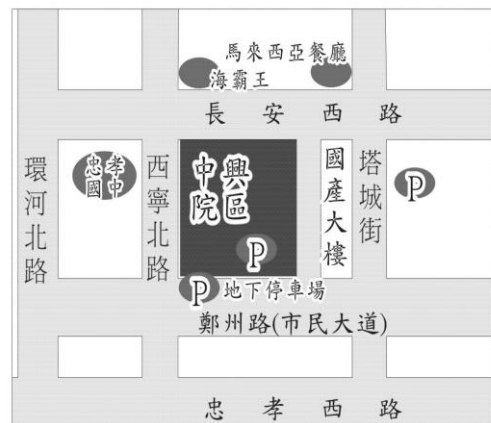 馬來西亞餐廳
海霸王
長安西路
環河北路
忠孝
國中
西寧北路
中興
院區
P
國產大樓
塔城街
P
P
地下停車場
鄭州路(市民大道)
忠孝西路